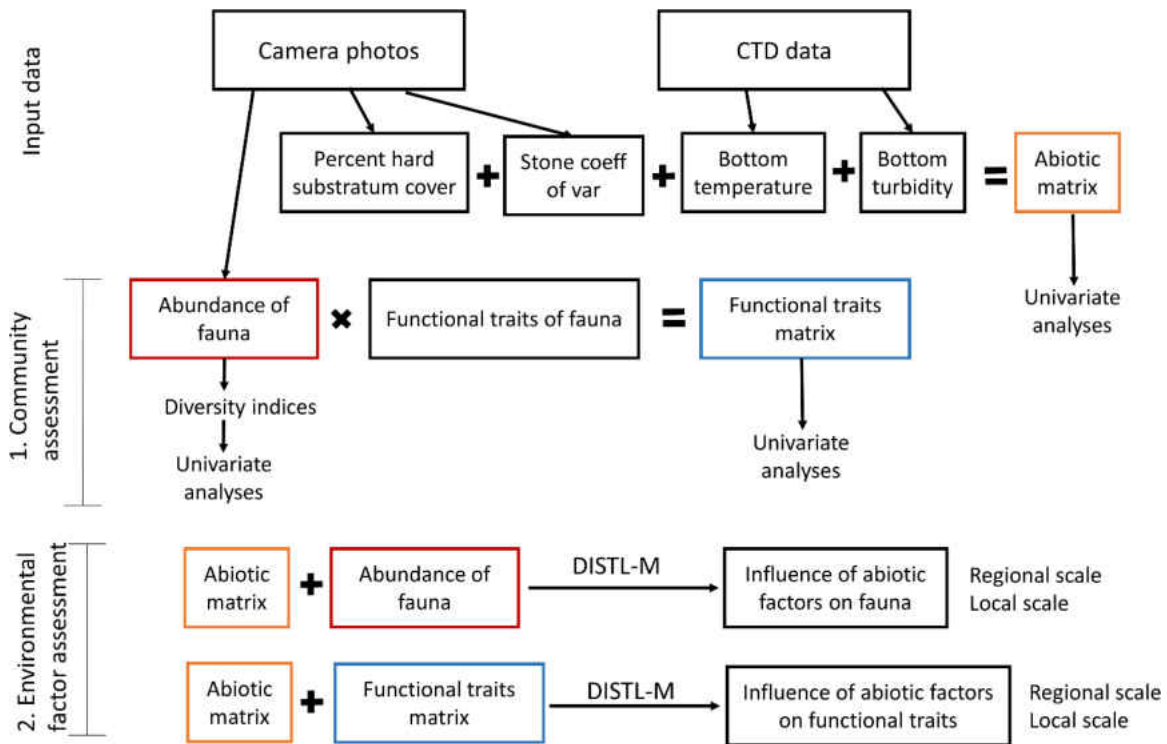 Input data
Camera photos
CTD data
Percent hard
substratum cover
+
Stone coeff
of var
+
Bottom
temperature
+
Bottom
turbidity
=
Abiotic
matrix
Univariate
analyses
1. Community
assessment
Abundance of
fauna
×
Functional traits of fauna
=
Functional traits
matrix
Diversity indices
Univariate
analyses
Univariate
analyses
2. Environmental
factor assessment
Abiotic
matrix
+
Abundance of
fauna
DISTL-M
Influence of abiotic
factors on fauna
Regional scale
Local scale
Abiotic
matrix
+
Functional traits
matrix
DISTL-M
Influence of abiotic factors
on functional traits
Regional scale
Local scale